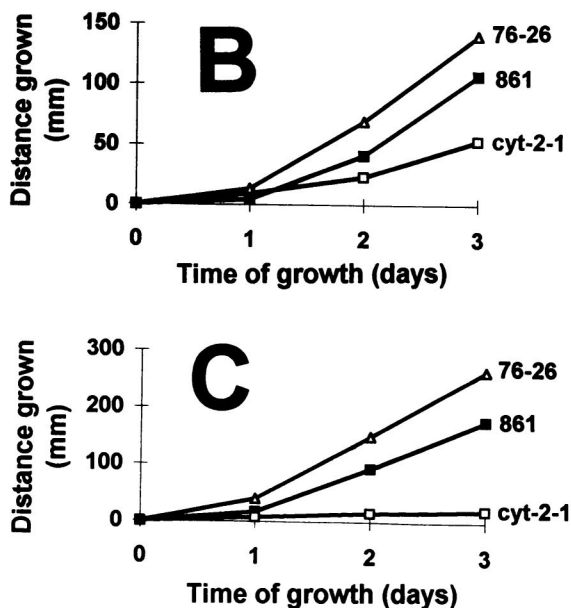 B
Distance grown
(mm)
150
100
50
0
76-26
861
cyt-2-1
0 1 2 3
Time of growth (days)
C
Distance grown
(mm)
300
200
100
0
76-26
861
cyt-2-1
0 1 2 3
Time of growth (days)